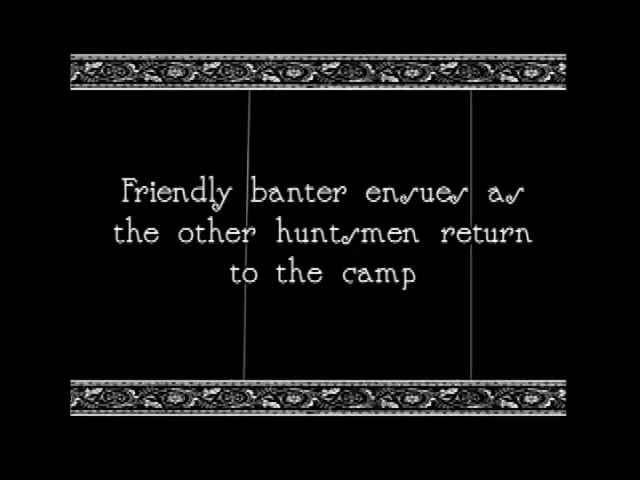 Friendly banter ensues as
the other huntsmen return
to the camp